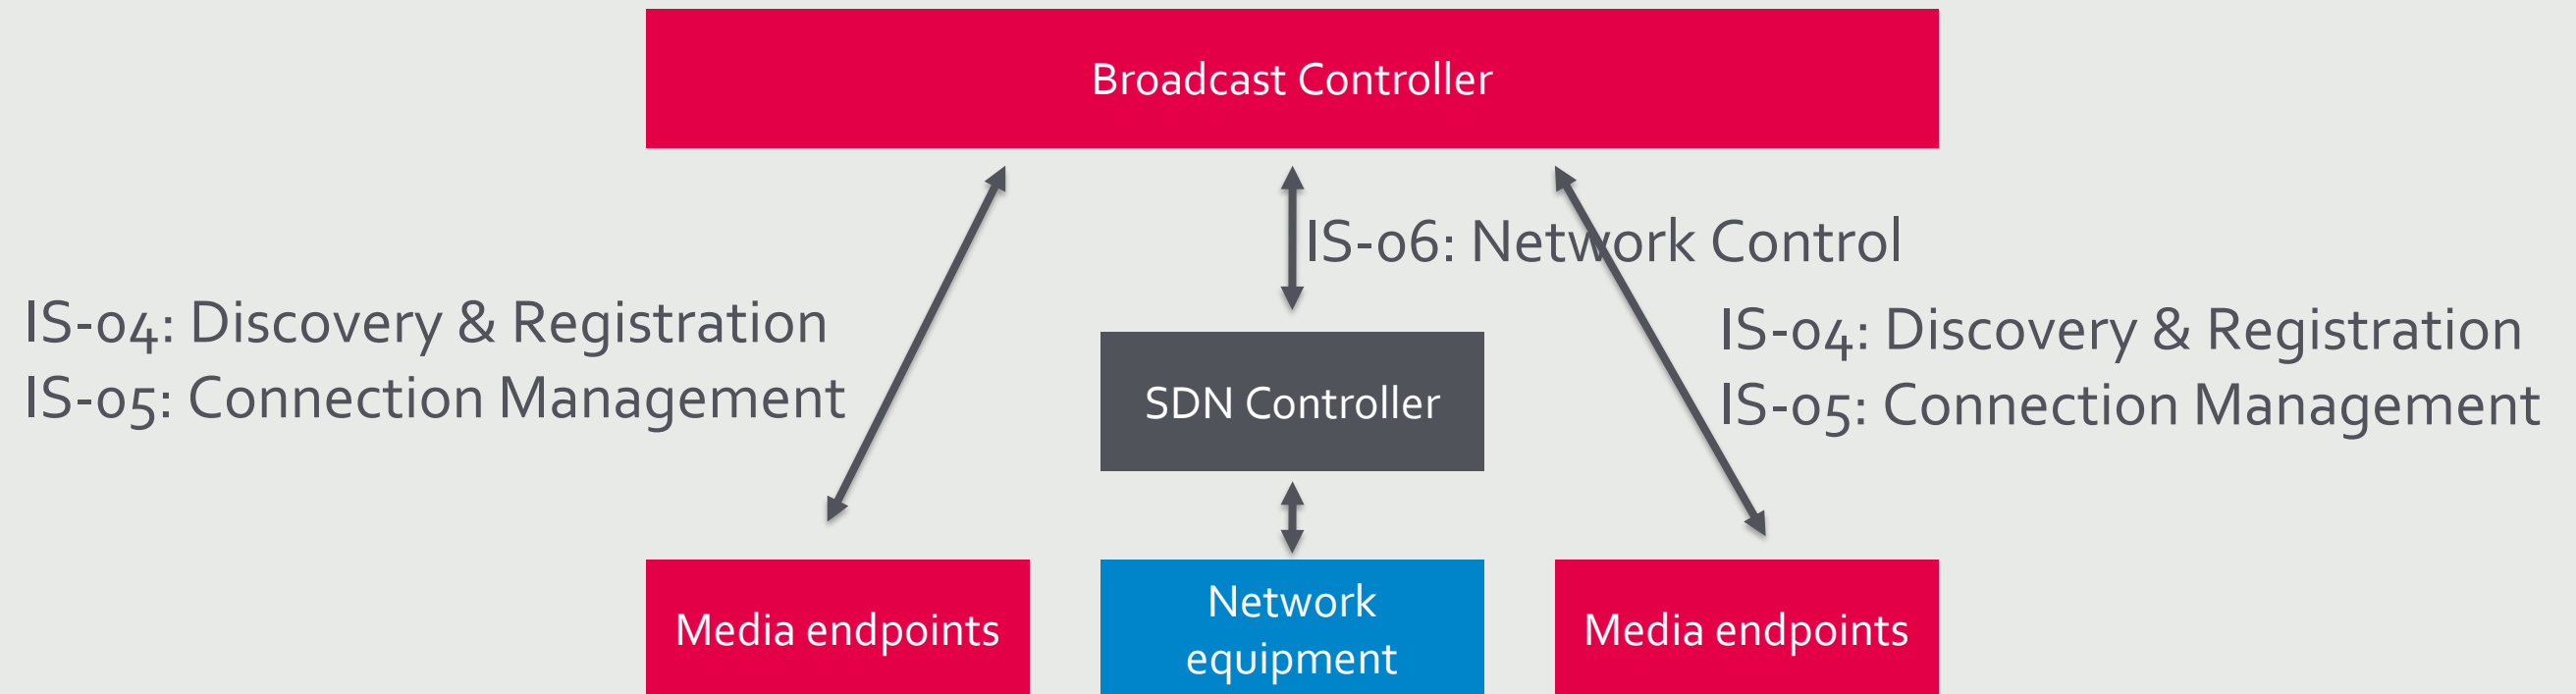 Broadcast Controller
IS-06: Network Control
IS-04: Discovery & Registration
IS-05: Connection Management
IS-04: Discovery & Registration
IS-05: Connection Management
SDN Controller
Media endpoints
Network
equipment
Media endpoints